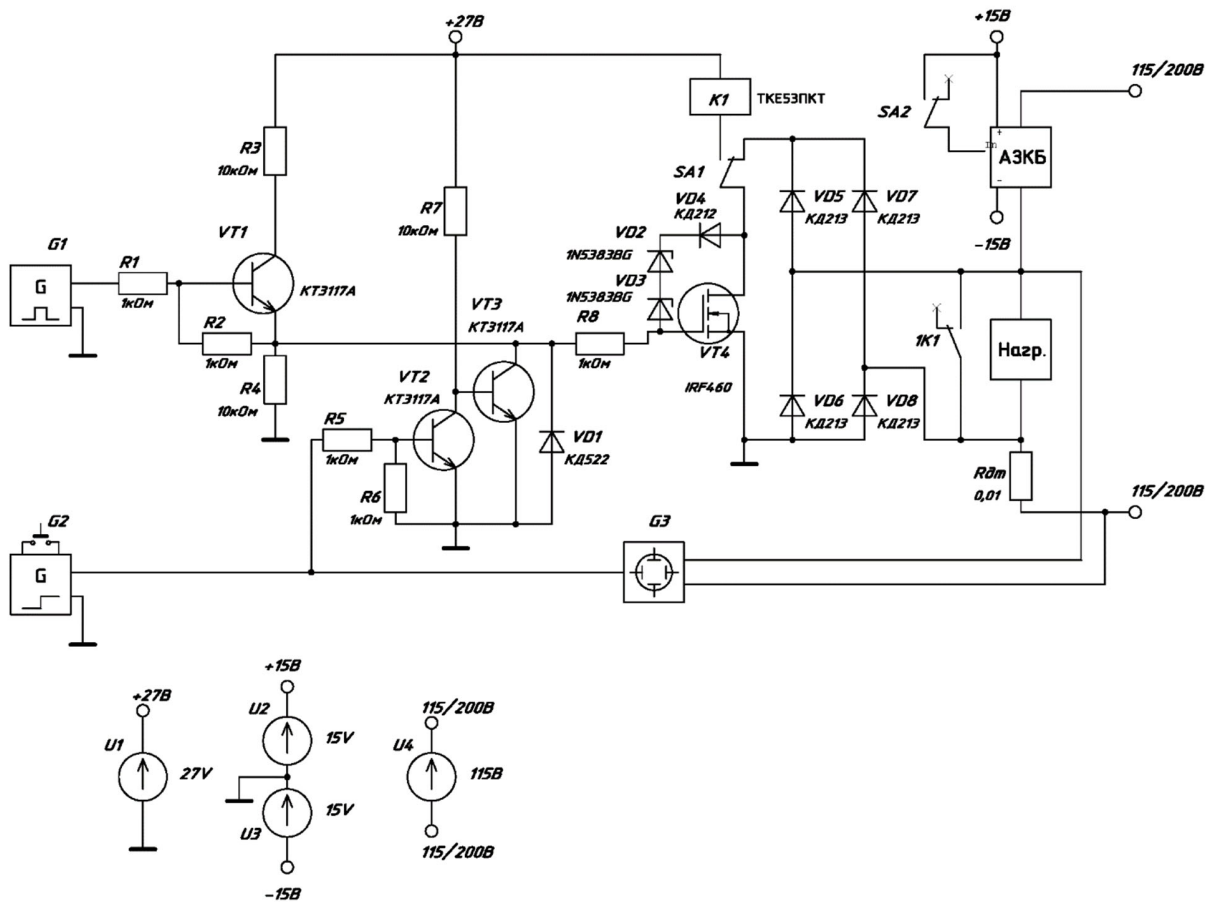 +27В
+15В
115/200В
K1
ТКЕ53ПКТ
SA2
In
+
АЗКБ
-
-15В
R3
10кОм
R7
10кОм
SA1
VD4
КД212
VD5
КД213
VD7
КД213
VT1
КТ3117А
G1
G
R1
1кОм
VD2
1N5383BG
VD3
1N5383BG
VT3
КТ3117А
R2
1кОм
R8
1кОм
VT4
IRF460
1K1
Нагр.
R4
10кОм
VT2
КТ3117А
VD6
КД213
VD8
КД213
R5
1кОм
VD1
КД522
R6
1кОм
Rдт
0,01
115/200В
G2
G
G3
+27В
U1
27V
+15В
U2
15V
15V
U3
-15В
115/200В
U4
115В
115/200В